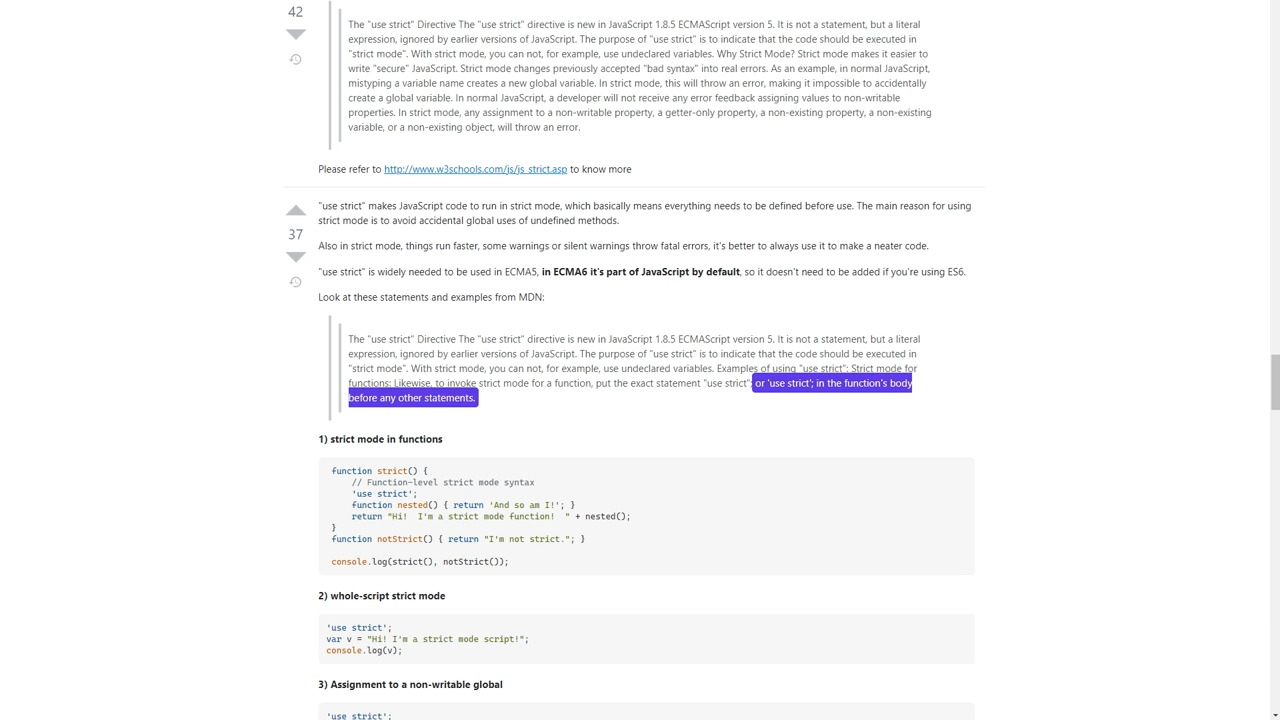 42
The "use strict" Directive The "use strict" directive is new in JavaScript 1.8.5 ECMAScript version 5. It is not a statement, but a literal
expression, ignored by earlier versions of JavaScript. The purpose of "use strict" is to indicate that the code should be executed in
"strict mode". With strict mode, you can not, for example, use undeclared variables. Why Strict Mode? Strict mode makes it easier to
write "secure" JavaScript. Strict mode changes previously accepted "bad syntax" into real errors. As an example, in normal JavaScript,
mistyping a variable name creates a new global variable. In strict mode, this will throw an error, making it impossible to accidentally
create a global variable. In normal JavaScript, a developer will not receive any error feedback assigning values to non-writable
properties. In strict mode, any assignment to a non-writable property, a getter-only property, a non-existing property, a non-existing
variable, or a non-existing object, will throw an error.
Please refer to http://www.w3schools.com/js/js_strict.asp to know more
"use strict" makes JavaScript code to run in strict mode, which basically means everything needs to be defined before use. The main reason for using
strict mode is to avoid accidental global uses of undefined methods.
37
Also in strict mode, things run faster, some warnings or silent warnings throw fatal errors, it's better to always use it to make a neater code.
"use strict" is widely needed to be used in ECMA5, in ECMA6 it's part of JavaScript by default, so it doesn't need to be added if you're using ES6.
Look at these statements and examples from MDN:
The "use strict" Directive The "use strict" directive is new in JavaScript 1.8.5 ECMAScript version 5. It is not a statement, but a literal
expression, ignored by earlier versions of JavaScript. The purpose of "use strict" is to indicate that the code should be executed in
"strict mode". With strict mode, you can not, for example, use undeclared variables. Examples of using "use strict": Strict mode for
functions: Likewise, to invoke strict mode for a function, put the exact statement "use strict"; or 'use strict'; in the function's body
before any other statements.
1) strict mode in functions
function strict() {
// Function-level strict mode syntax
'use strict';
function nested() { return 'And so am I!'; }
return "Hi!  I'm a strict mode function!  " + nested();
}
function notStrict() { return "I'm not strict."; }
console.log(strict(), notStrict());
2) whole-script strict mode
'use strict';
var v = "Hi! I'm a strict mode script!";
console.log(v);
3) Assignment to a non-writable global
'use strict';